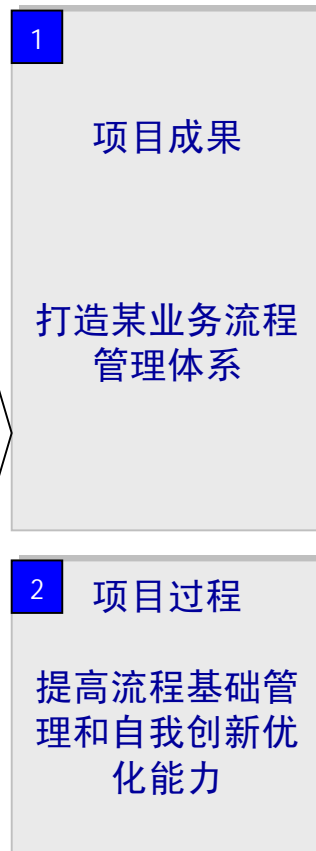 1
项目成果
打造某业务流程
管理体系
2
项目过程
提高流程基础管
理和自我创新优
化能力